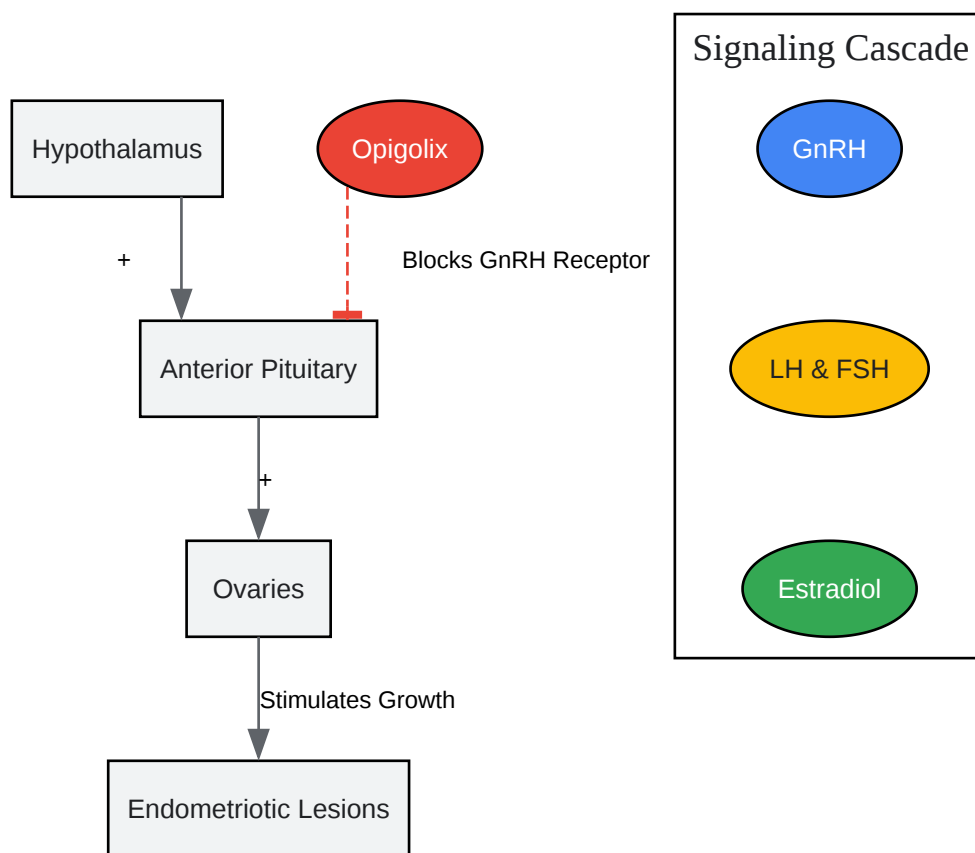 Signaling Cascade
Hypothalamus
Opigolix
GnRH
+
Blocks GnRH Receptor
Anterior Pituitary
LH & FSH
+
Ovaries
Estradiol
Stimulates Growth
Endometriotic Lesions